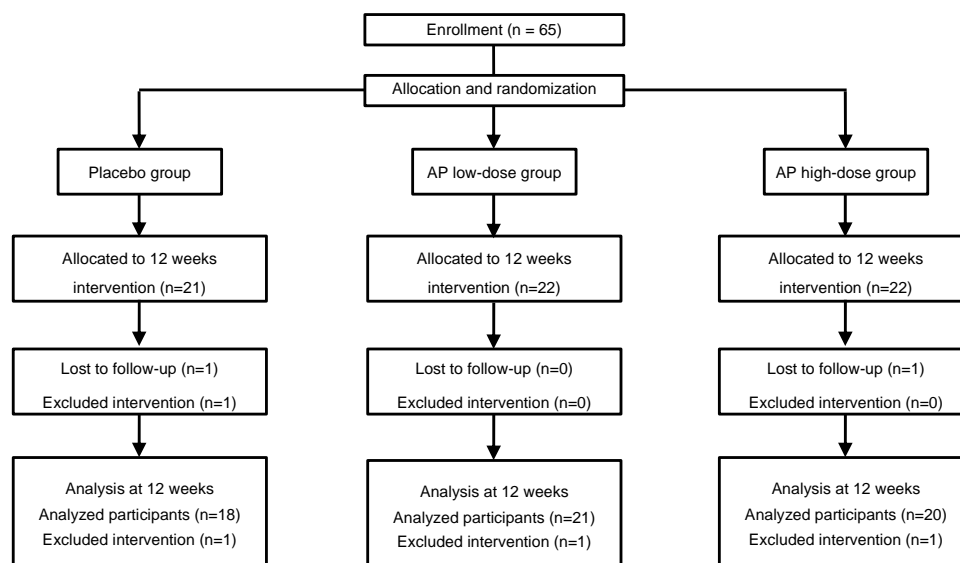 Enrollment (n = 65)
Allocation and randomization
Placebo group
AP low-dose group
AP high-dose group
Allocated to 12 weeks
intervention (n=21)
Allocated to 12 weeks
intervention (n=22)
Allocated to 12 weeks
intervention (n=22)
Lost to follow-up (n=1)
Excluded intervention (n=1)
Lost to follow-up (n=0)
Excluded intervention (n=0)
Lost to follow-up (n=1)
Excluded intervention (n=0)
Analysis at 12 weeks
Analyzed participants (n=18)
Excluded intervention (n=1)
Analysis at 12 weeks
Analyzed participants (n=21)
Excluded intervention (n=1)
Analysis at 12 weeks
Analyzed participants (n=20)
Excluded intervention (n=1)